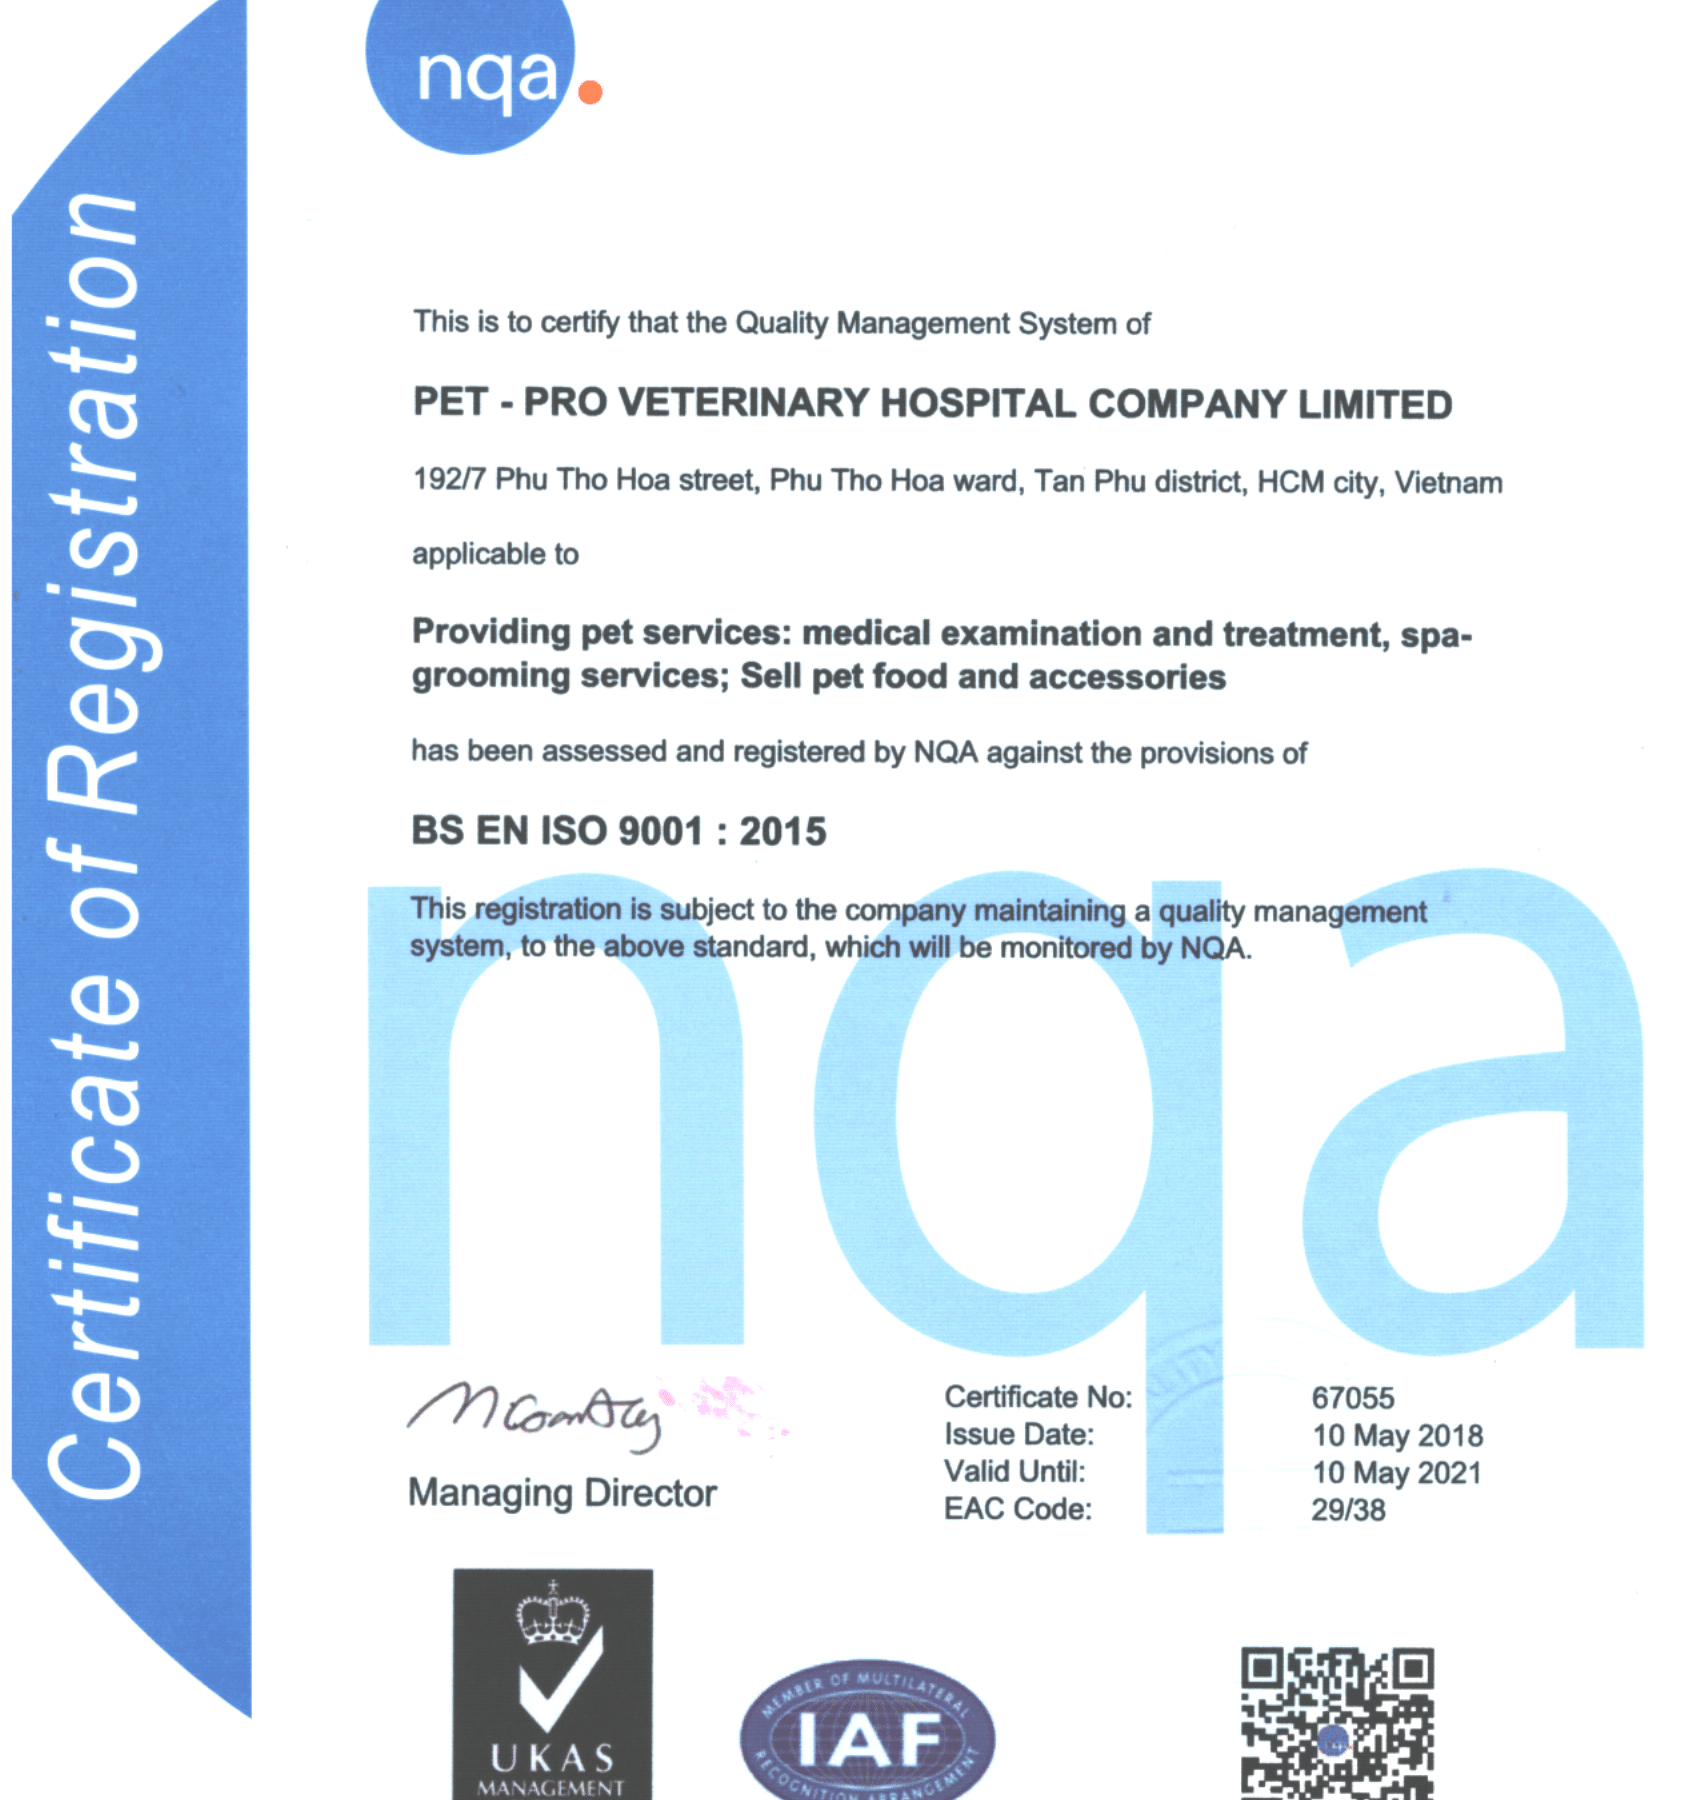 nqa.
Certificate of Registration
This is to certify that the Quality Management System of
PET - PRO VETERINARY HOSPITAL COMPANY LIMITED
192/7 Phu Tho Hoa street, Phu Tho Hoa ward, Tan Phu district, HCM city, Vietnam
applicable to
Providing pet services: medical examination and treatment, spa-
grooming services; Sell pet food and accessories
has been assessed and registered by NQA against the provisions of
BS EN ISO 9001 : 2015
This registration is subject to the company maintaining a quality management
system, to the above standard, which will be monitored by NQA.
nqa
Managing Director
Certificate No: 67055
Issue Date: 10 May 2018
Valid Until: 10 May 2021
EAC Code: 29/38
UKAS
MANAGEMENT
MEMBER OF MULTILATERAL
IAF
RECOGNITION ARRANGEMENT